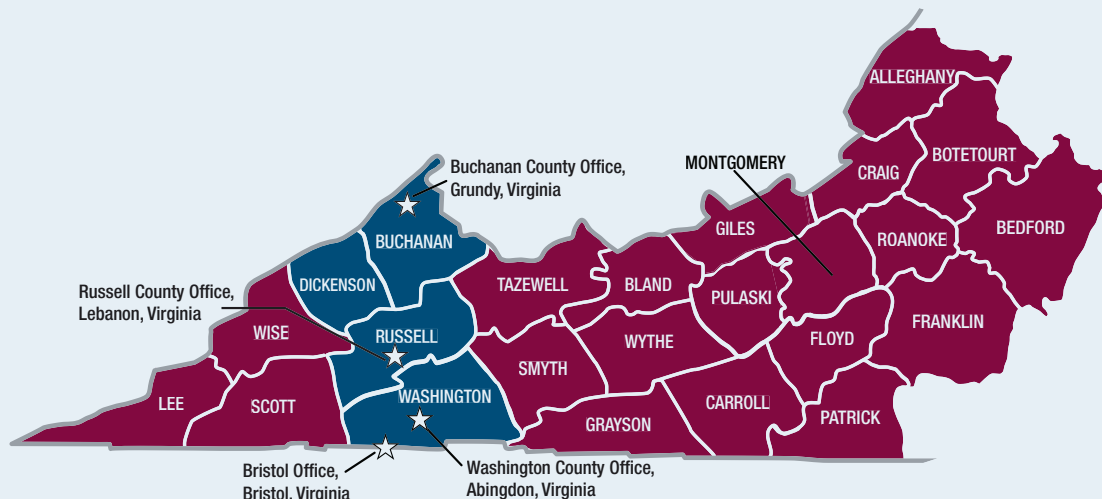 ALLEGHANY
BOTETOURT
CRAIG
MONTGOMERY
Buchanan County Office,
Grundy, Virginia
BEDFORD
GILES
ROANOKE
BUCHANAN
DICKENSON
TAZEWELL
BLAND
PULASKI
Russell County Office,
Lebanon, Virginia
FRANKLIN
WISE
RUSSELL
WYTHE
FLOYD
SMYTH
LEE
SCOTT
WASHINGTON
CARROLL
PATRICK
GRAYSON
Bristol Office,
Bristol, Virginia
Washington County Office,
Abingdon, Virginia